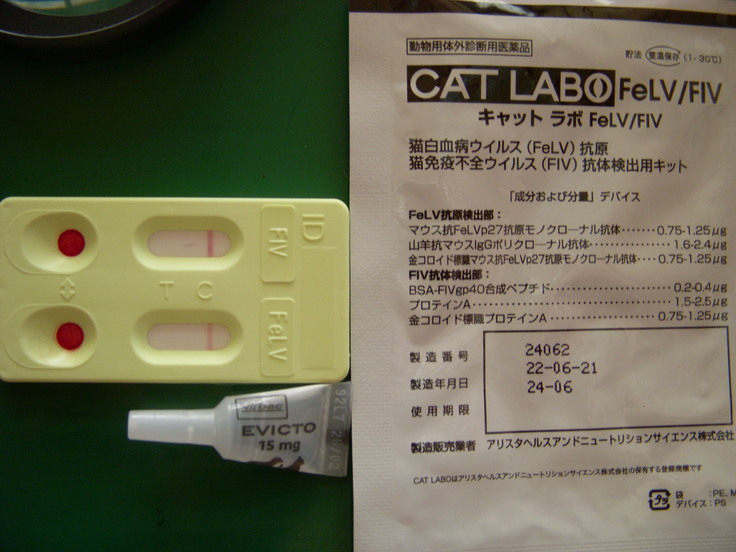 ID
FIV
T C
FeLV
Virbac
EVICTO
15 mg
動物用体外診断用医薬品
貯法 室温保存 (1-30℃)
CAT LABO FeLV/FIV
キャット ラボ FeLV/FIV
猫白血病ウイルス(FeLV)抗原
猫免疫不全ウイルス(FIV)抗体検出用キット
「成分および分量」デバイス
FeLV抗原検出部:
マウス抗FeLVp27抗原モノクローナル抗体‥‥‥0.75-1.25μg
山羊抗マウスIgGポリクローナル抗体‥‥‥‥‥1.6-2.4μg
金コロイド標識マウス抗FeLVp27抗原モノクローナル抗体‥‥0.75-1.25μg
FIV抗体検出部:
BSA-FIVgp40合成ペプチド‥‥‥‥‥‥‥‥0.2-0.4μg
プロテインA‥‥‥‥‥‥‥‥‥‥‥‥‥‥1.5-2.5μg
金コロイド標識プロテインA‥‥‥‥‥‥‥‥0.75-1.25μg
製造番号 24062
製造年月日 22-06-21
使用期限 24-06
製造販売業者 アリスタヘルスアンドニュートリションサイエンス株式会社
CAT LABOはアリスタヘルスアンドニュートリションサイエンス株式会社の保有する登録商標です
プラ 袋 :PE, M
デバイス:PS